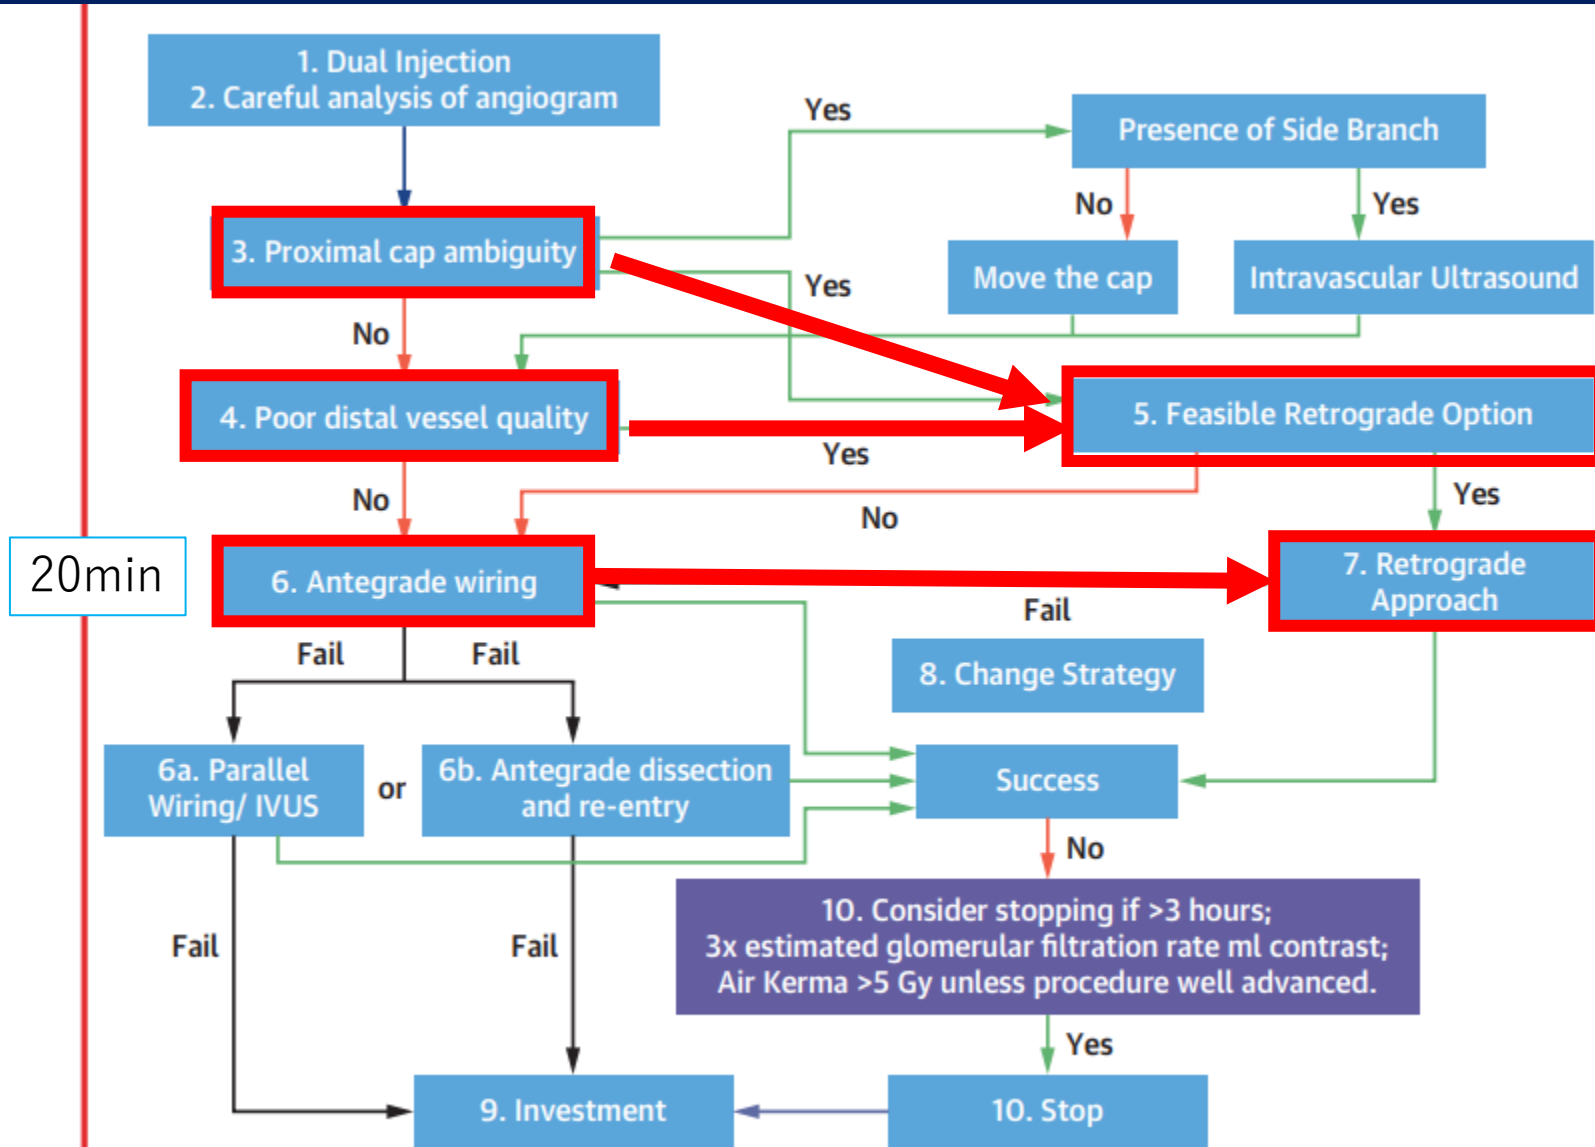 1. Dual Injection
2. Careful analysis of angiogram
Yes
Presence of Side Branch
No
Yes
3. Proximal cap ambiguity
Yes
Move the cap
Intravascular Ultrasound
No
4. Poor distal vessel quality
Yes
5. Feasible Retrograde Option
No
No
Yes
20min
6. Antegrade wiring
Fail
7. Retrograde
Approach
Fail
Fail
8. Change Strategy
6a. Parallel
Wiring/ IVUS
or
6b. Antegrade dissection
and re-entry
Success
No
Fail
Fail
10. Consider stopping if >3 hours;
3x estimated glomerular filtration rate ml contrast;
Air Kerma >5 Gy unless procedure well advanced.
Yes
9. Investment
10. Stop